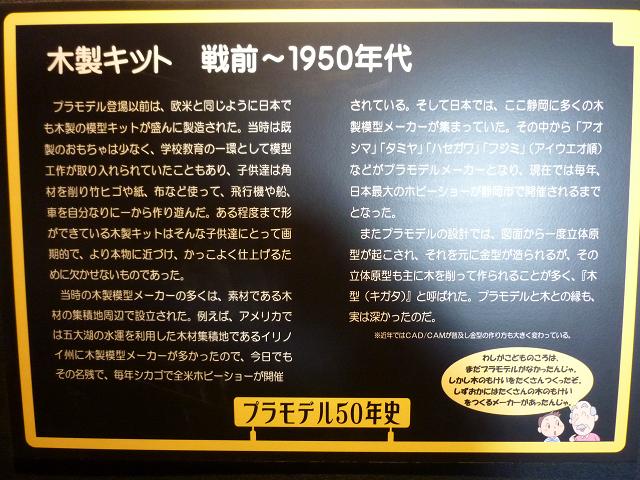 木製キット 戦前～1950年代
プラモデル登場以前は、欧米と同じように日本で
も木製の模型キットが盛んに製造された。当時は既
製のおもちゃは少なく、学校教育の一環として模型
工作が取り入れられていたこともあり、子供達は角
材を削り竹ヒゴや紙、布など使って、飛行機や船、
車を自分なりに一から作り遊んだ。ある程度まで形
ができている木製キットはそんな子供達にとって画
期的で、より本物に近づけ、かっこよく仕上げるた
めに欠かせないものであった。
当時の木製模型メーカーの多くは、素材である木
材の集積地周辺で設立された。例えば、アメリカで
は五大湖の水運を利用した木材集積地であるイリノ
イ州に木製模型メーカーが多かったので、今日でも
その名残で、毎年シカゴで全米ホビーショーが開催
されている。そして日本では、ここ静岡に多くの木
製模型メーカーが集まっていた。その中から「アオ
シマ」「タミヤ」「ハセガワ」「フジミ」(アイウエオ順)
などがプラモデルメーカーとなり、現在では毎年、
日本最大のホビーショーが静岡市で開催されるまで
となった。
またプラモデルの設計では、図面から一度立体原
型が起こされ、それを元に金型が造られるが、その
立体原型も主に木を削って作られることが多く、『木
型(キガタ)』と呼ばれた。プラモデルと木との縁も、
実は深かったのだ。
※近年ではCAD/CAMが普及し金型の作り方も大きく変わっている。
わしがこどものころは、
まだプラモデルがなかったんじゃ。
しかし木のもけいをたくさんつくったぞ。
しずおかにはたくさんの木のもけい
をつくるメーカーがあったんじゃ。
プラモデル50年史